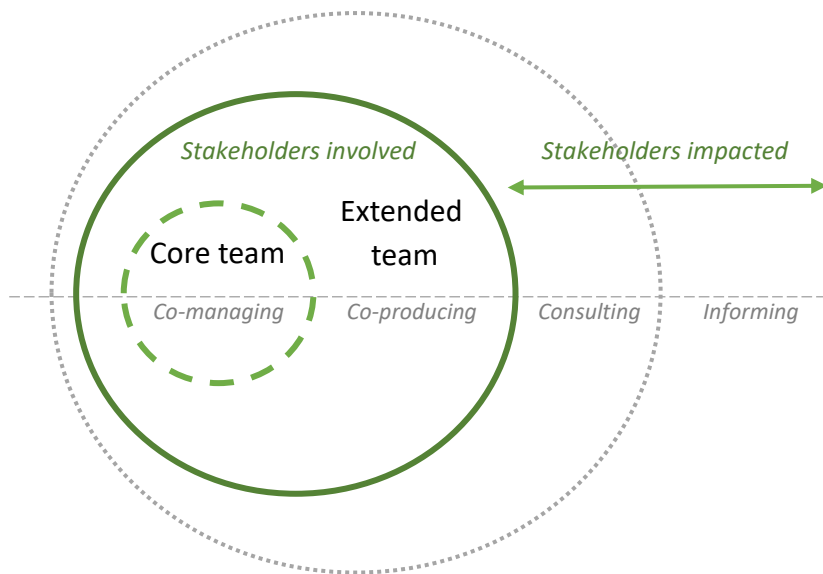 Stakeholders involved
Stakeholders impacted
Extended
team
Core team
Co-managing
Co-producing
Consulting
Informing